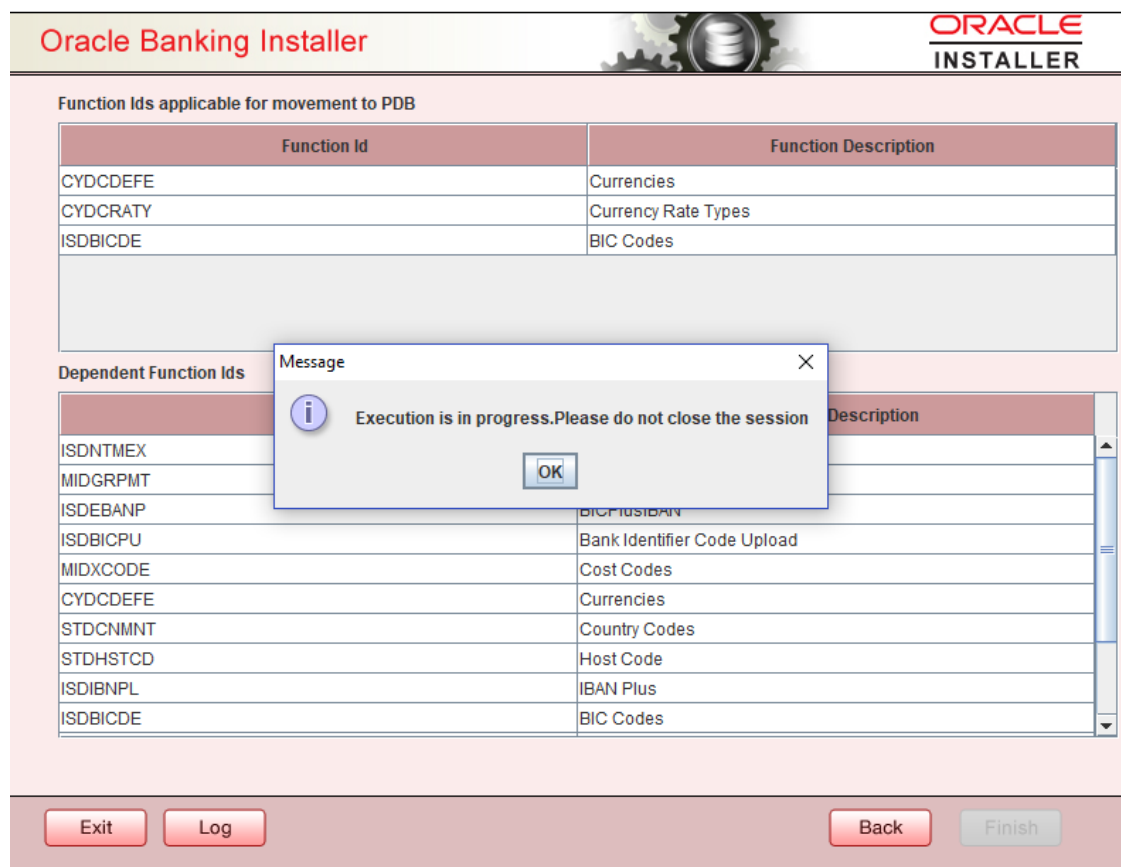 Oracle Banking Installer
ORACLE
INSTALLER
Function Ids applicable for movement to PDB
Function Id Function Description
CYDCDEFE Currencies
CYDCRATY Currency Rate Types
ISDBICDE BIC Codes
Message
Dependent Function Ids
Execution is in progress.Please do not close the session
Description
OK
ISDNTMEX
MIDGRPMT
ISDEBANP BICPlusIBAN
ISDBICPU Bank Identifier Code Upload
MIDXCODE Cost Codes
CYDCDEFE Currencies
STDCNMNT Country Codes
STDHSTCD Host Code
ISDIBNPL IBAN Plus
ISDBICDE BIC Codes
Exit Log Back Finish